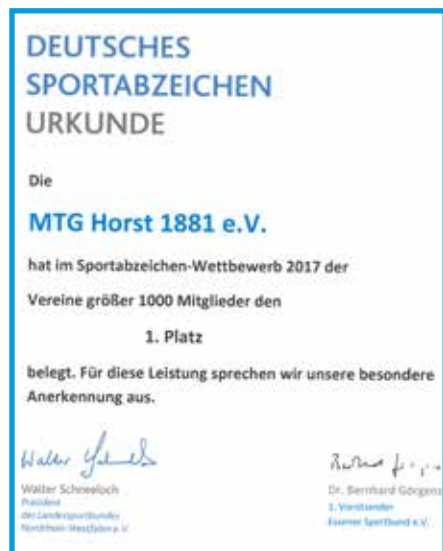 DEUTSCHES
SPORTABZEICHEN
URKUNDE
Die
MTG Horst 1881 e.V.
hat im Sportabzeichen-Wettbewerb 2017 der
Vereine größer 1000 Mitglieder den
1. Platz
belegt. Für diese Leistung sprechen wir unsere besondere
Anerkennung aus.
Walter Schneeloch
Präsident
des Landessportbundes
Nordrhein-Westfalen e.V.
Dr. Bernhard Görgens
1. Vorsitzender
Essener Sportbund e.V.